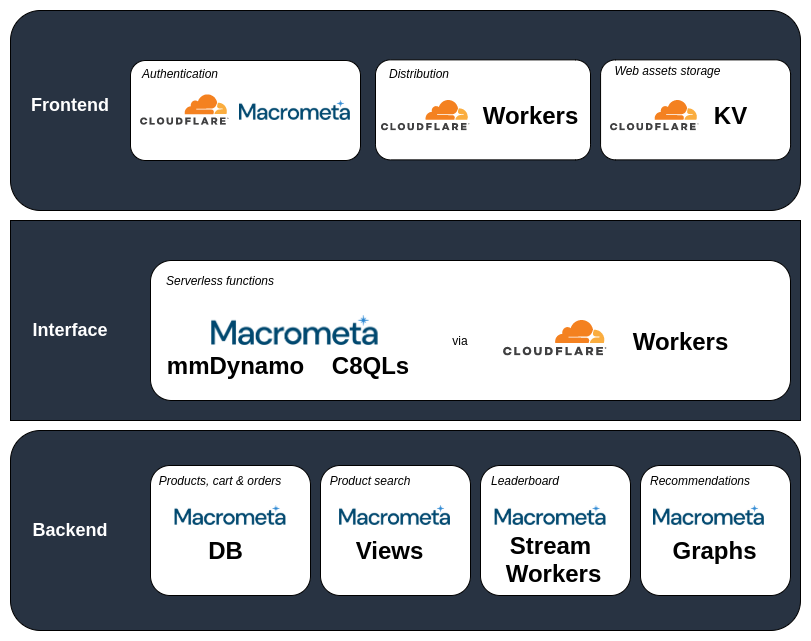 Frontend
Authentication
CLOUDFLARE Macrometa
Distribution
CLOUDFLARE Workers
Web assets storage
CLOUDFLARE KV
Interface
Serverless functions
Macrometa via CLOUDFLARE Workers
mmDynamo C8QLs
Backend
Products, cart & orders
Macrometa
DB
Product search
Macrometa
Views
Leaderboard
Macrometa
Stream
Workers
Recommendations
Macrometa
Graphs